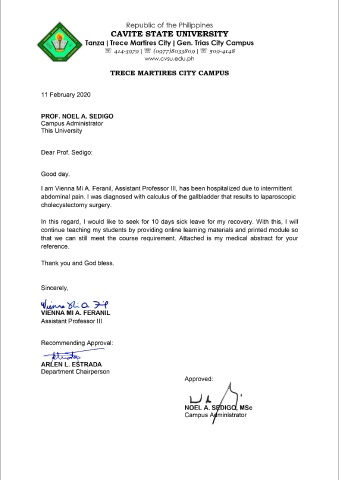 Republic of the Philippines
CAVITE STATE UNIVERSITY
Tanza | Trece Martires City | Gen. Trias City Campus
☏ 414-3979 | ☏ (0977)8033809 | ☏ 509-4148
www.cvsu.edu.ph
TRECE MARTIRES CITY CAMPUS
11 February 2020
PROF. NOEL A. SEDIGO
Campus Administrator
This University
Dear Prof. Sedigo:
Good day.
I am Vienna Mi A. Feranil, Assistant Professor III, has been hospitalized due to intermittent
abdominal pain. I was diagnosed with calculus of the gallbladder that results to laparoscopic
cholecystectomy surgery.
In this regard, I would like to seek for 10 days sick leave for my recovery. With this, I will
continue teaching my students by providing online learning materials and printed module so
that we can still meet the course requirement. Attached is my medical abstract for your
reference.
Thank you and God bless.
Sincerely,
VIENNA MI A. FERANIL
Assistant Professor III
Recommending Approval:
ARLEN L. ESTRADA
Department Chairperson
Approved:
NOEL A. SEDIGO, MSc
Campus Administrator